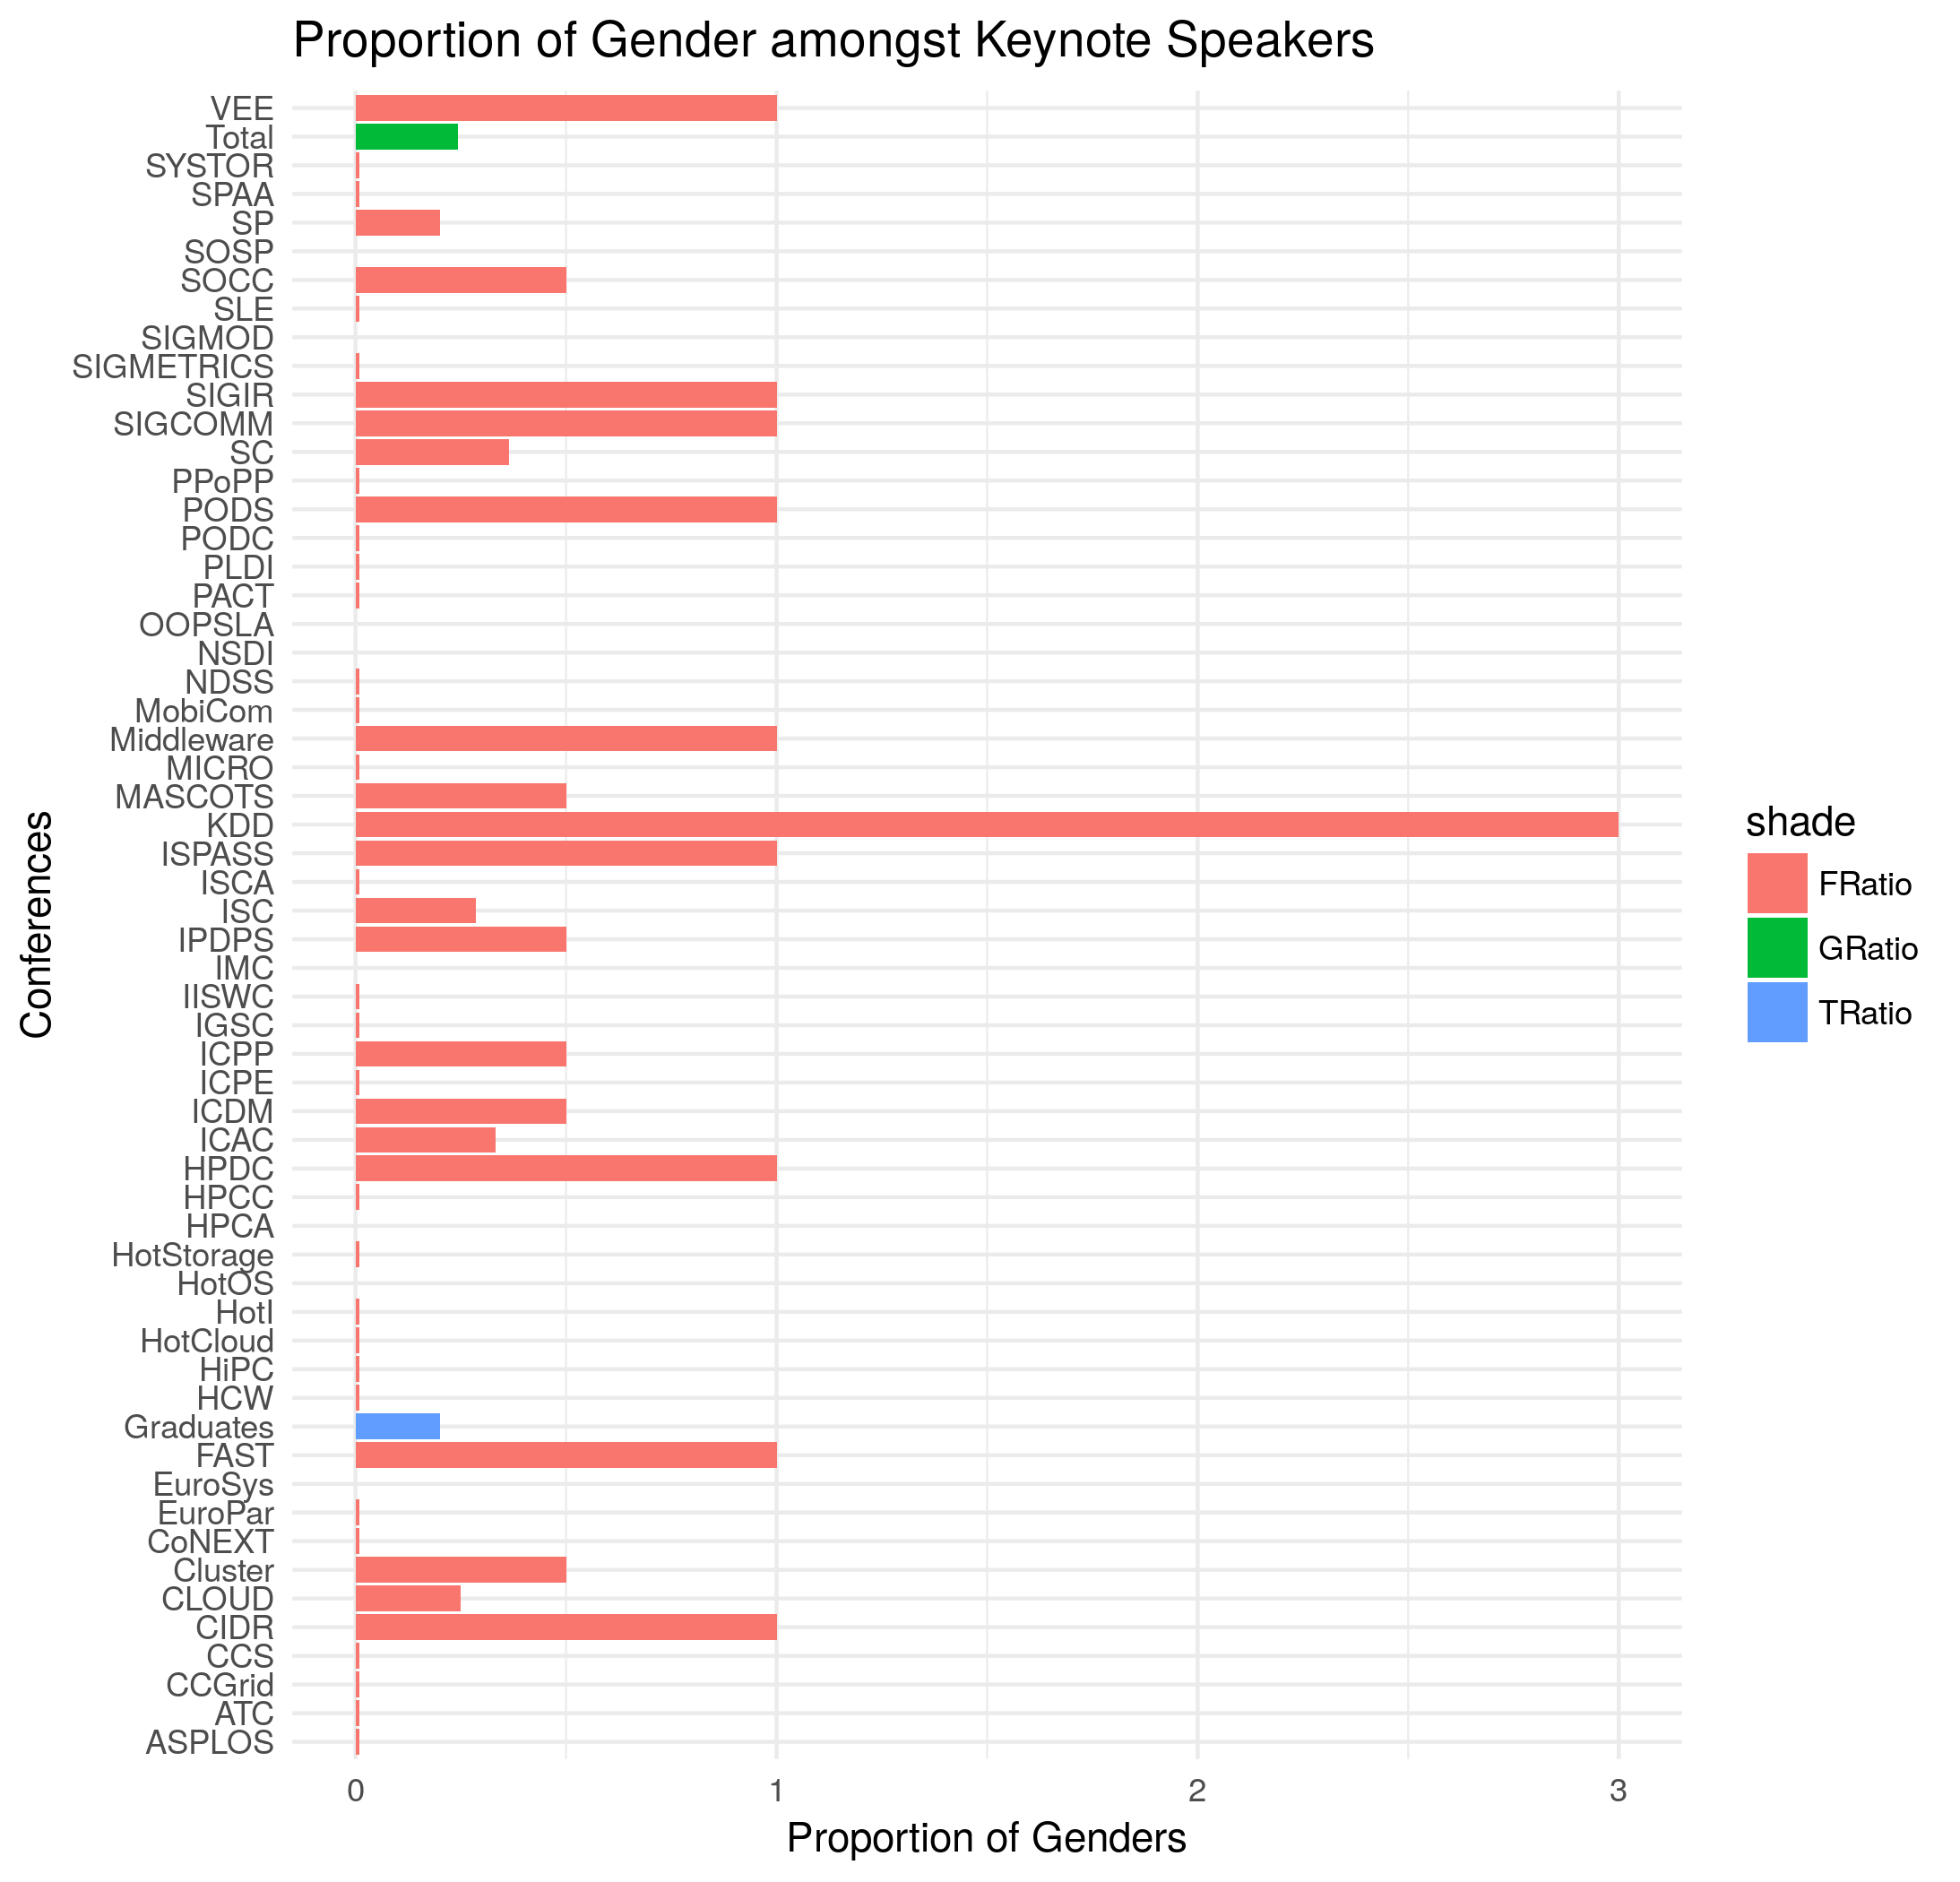 Proportion of Gender amongst Keynote Speakers
VEE
Total
SYSTOR
SPAA
SP
SOSP
SOCC
SLE
SIGMOD
SIGMETRICS
SIGIR
SIGCOMM
SC
PPoPP
PODS
PODC
PLDI
PACT
OOPSLA
NSDI
NDSS
MobiCom
Middleware
MICRO
MASCOTS
KDD
ISPASS
ISCA
ISC
IPDPS
IMC
IISWC
IGSC
ICPP
ICPE
ICDM
ICAC
HPDC
HPCC
HPCA
HotStorage
HotOS
HotI
HotCloud
HiPC
HCW
Graduates
FAST
EuroSys
EuroPar
CoNEXT
Cluster
CLOUD
CIDR
CCS
CCGrid
ATC
ASPLOS
Conferences
0 1 2 3
Proportion of Genders
shade
FRatio
GRatio
TRatio